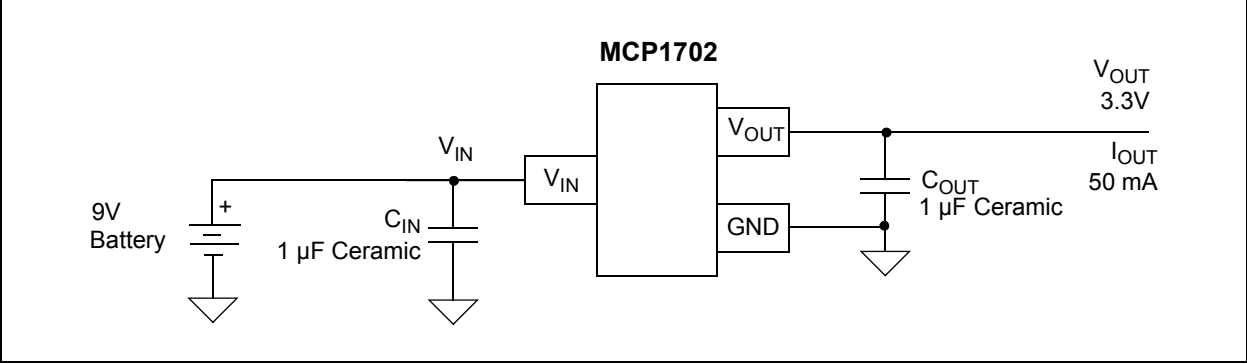 MCP1702
VOUT
3.3V
VOUT
VIN
IOUT
50 mA
VIN
COUT
1 µF Ceramic
+
9V
Battery
CIN
1 µF Ceramic
GND